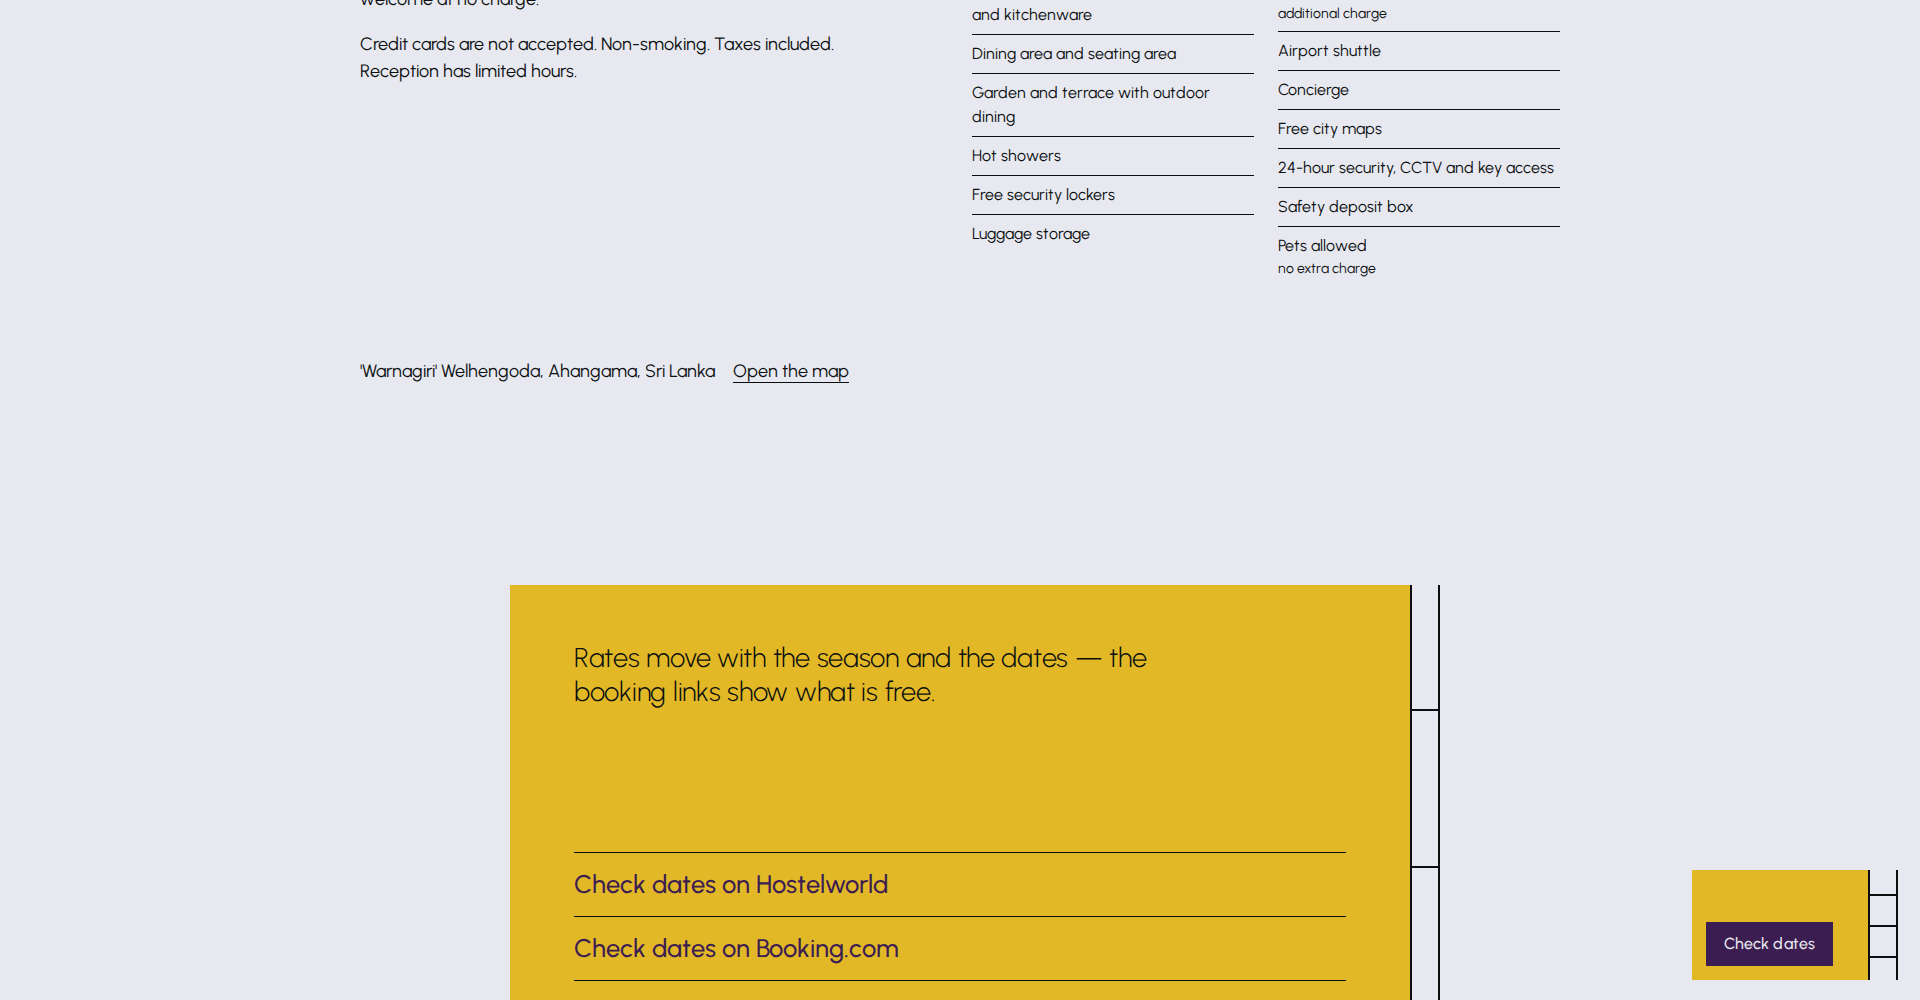 welcome at no charge.
Credit cards are not accepted. Non-smoking. Taxes included.
Reception has limited hours.
and kitchenware
Dining area and seating area
Garden and terrace with outdoor
dining
Hot showers
Free security lockers
Luggage storage
additional charge
Airport shuttle
Concierge
Free city maps
24-hour security, CCTV and key access
Safety deposit box
Pets allowed
no extra charge
'Warnagiri' Welhengoda, Ahangama, Sri Lanka Open the map
Rates move with the season and the dates — the
booking links show what is free.
Check dates on Hostelworld
Check dates on Booking.com
Check dates